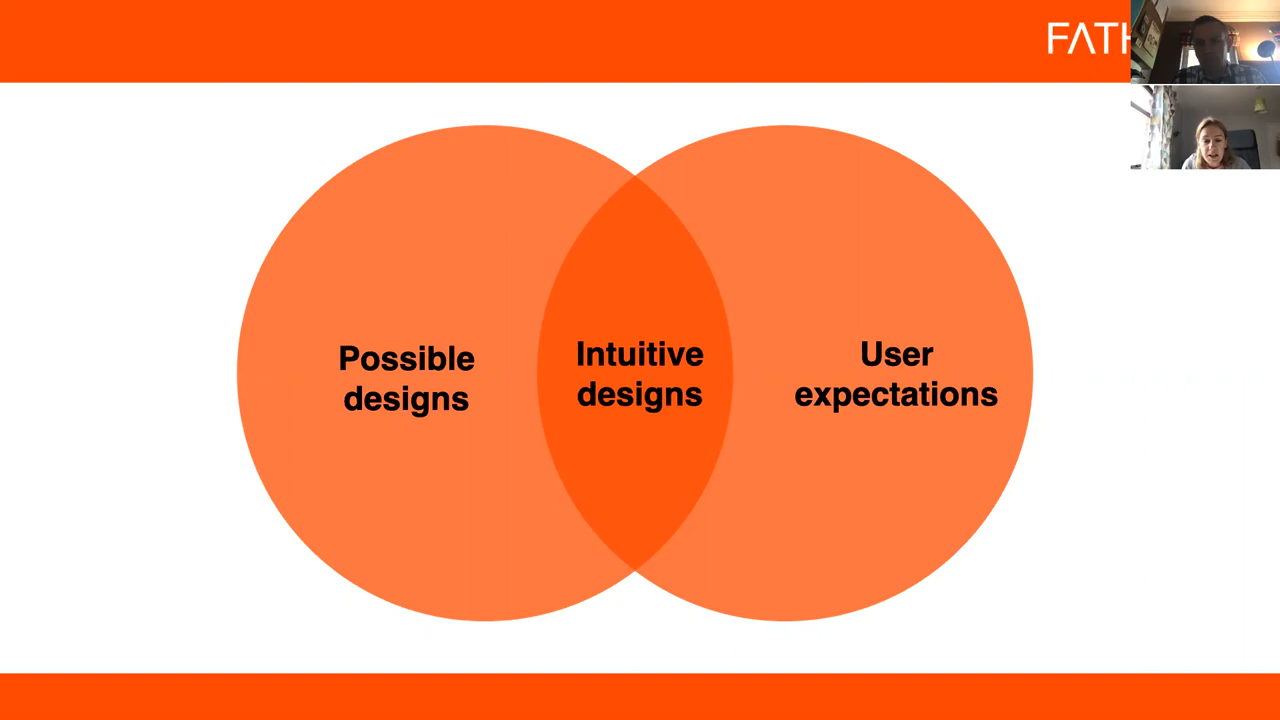 FATH
Possible
designs
Intuitive
designs
User
expectations